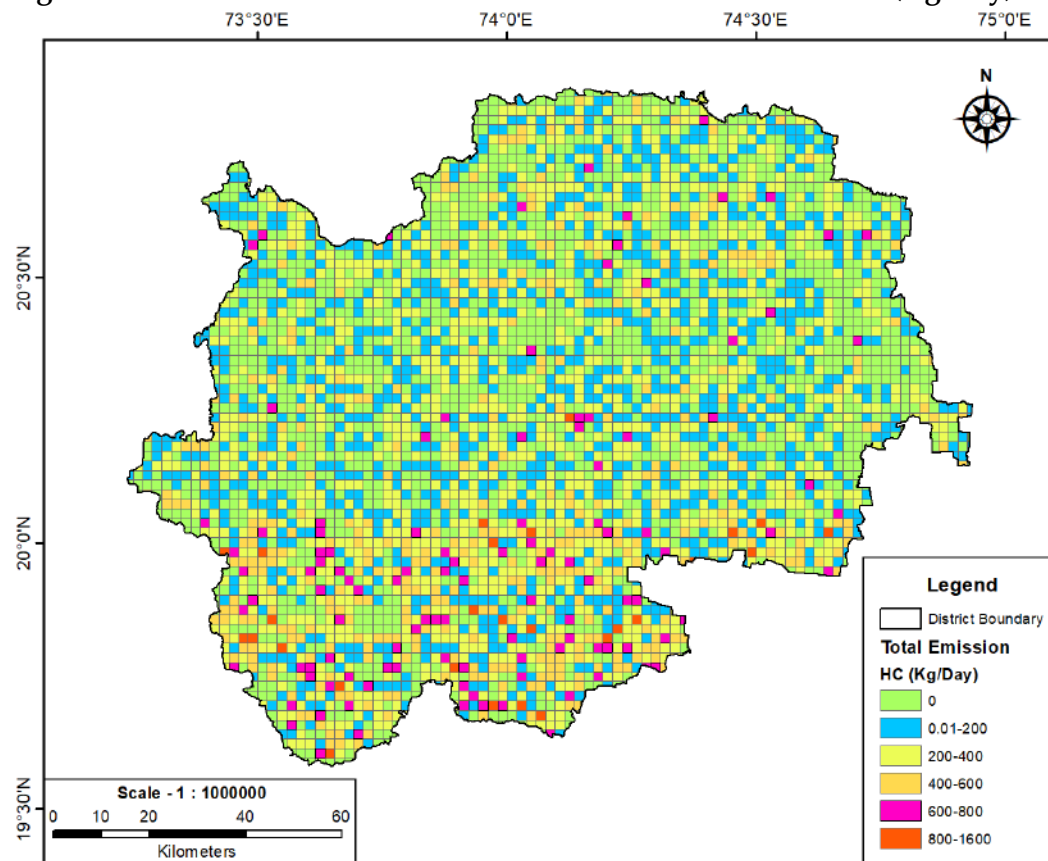 73°30'E 74°0'E 74°30'E 75°0'E
N
20°30'N
20°0'N
19°30'N
Legend
District Boundary
Total Emission
HC (Kg/Day)
0
0.01-200
200-400
400-600
600-800
800-1600
Scale - 1 : 1000000
0 10 20 40 60
Kilometers